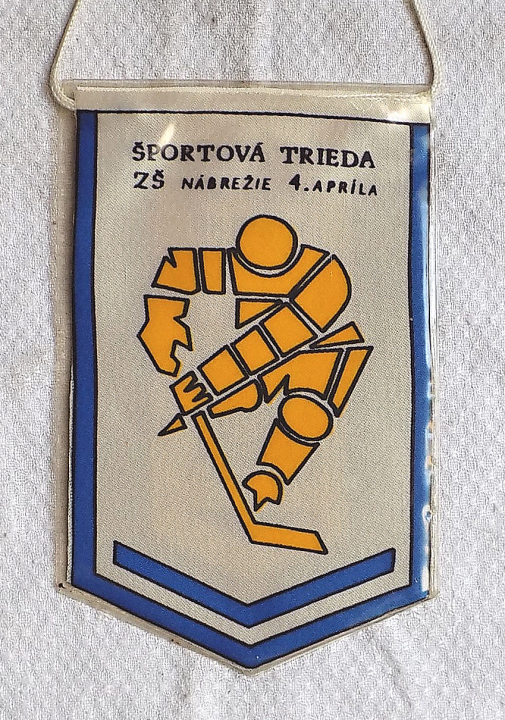 ŠPORTOVÁ TRIEDA
ZŠ NÁBREŽIE 4. APRÍLA